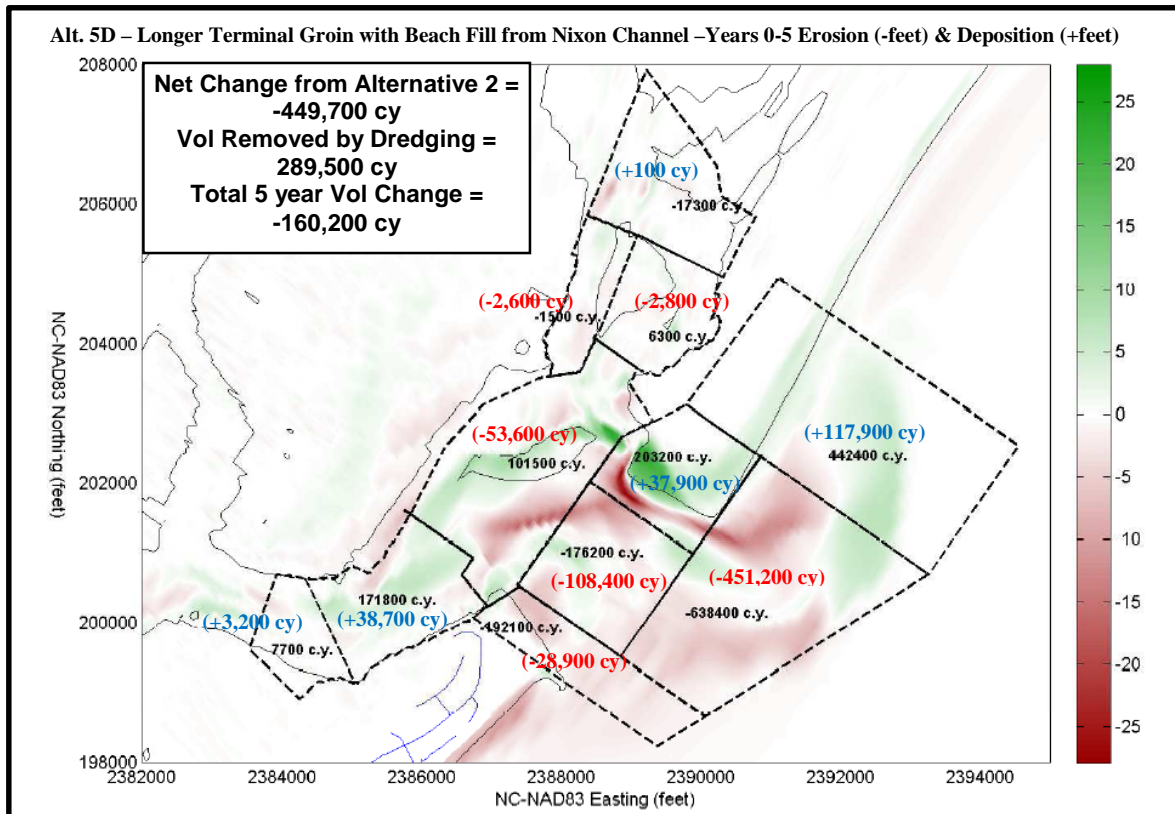 Alt. 5D – Longer Terminal Groin with Beach Fill from Nixon Channel –Years 0-5 Erosion (-feet) & Deposition (+feet)
Net Change from Alternative 2 =
-449,700 cy
Vol Removed by Dredging =
289,500 cy
Total 5 year Vol Change =
-160,200 cy
208000
206000
204000
202000
200000
198000
NC-NAD83 Northing (feet)
(+100 cy)
-17300 c.y.
(-2,600 cy)
-1500 c.y.
(-2,800 cy)
6300 c.y.
(-53,600 cy)
101500 c.y.
203200 c.y.
(+37,900 cy)
(+117,900 cy)
442400 c.y.
-176200 c.y.
(-108,400 cy)
(-451,200 cy)
-638400 c.y.
171800 c.y.
(+38,700 cy)
(+3,200 cy)
7700 c.y.
-492100 c.y.
(-28,900 cy)
2382000 2384000 2386000 2388000 2390000 2392000 2394000
NC-NAD83 Easting (feet)
25
20
15
10
5
0
-5
-10
-15
-20
-25